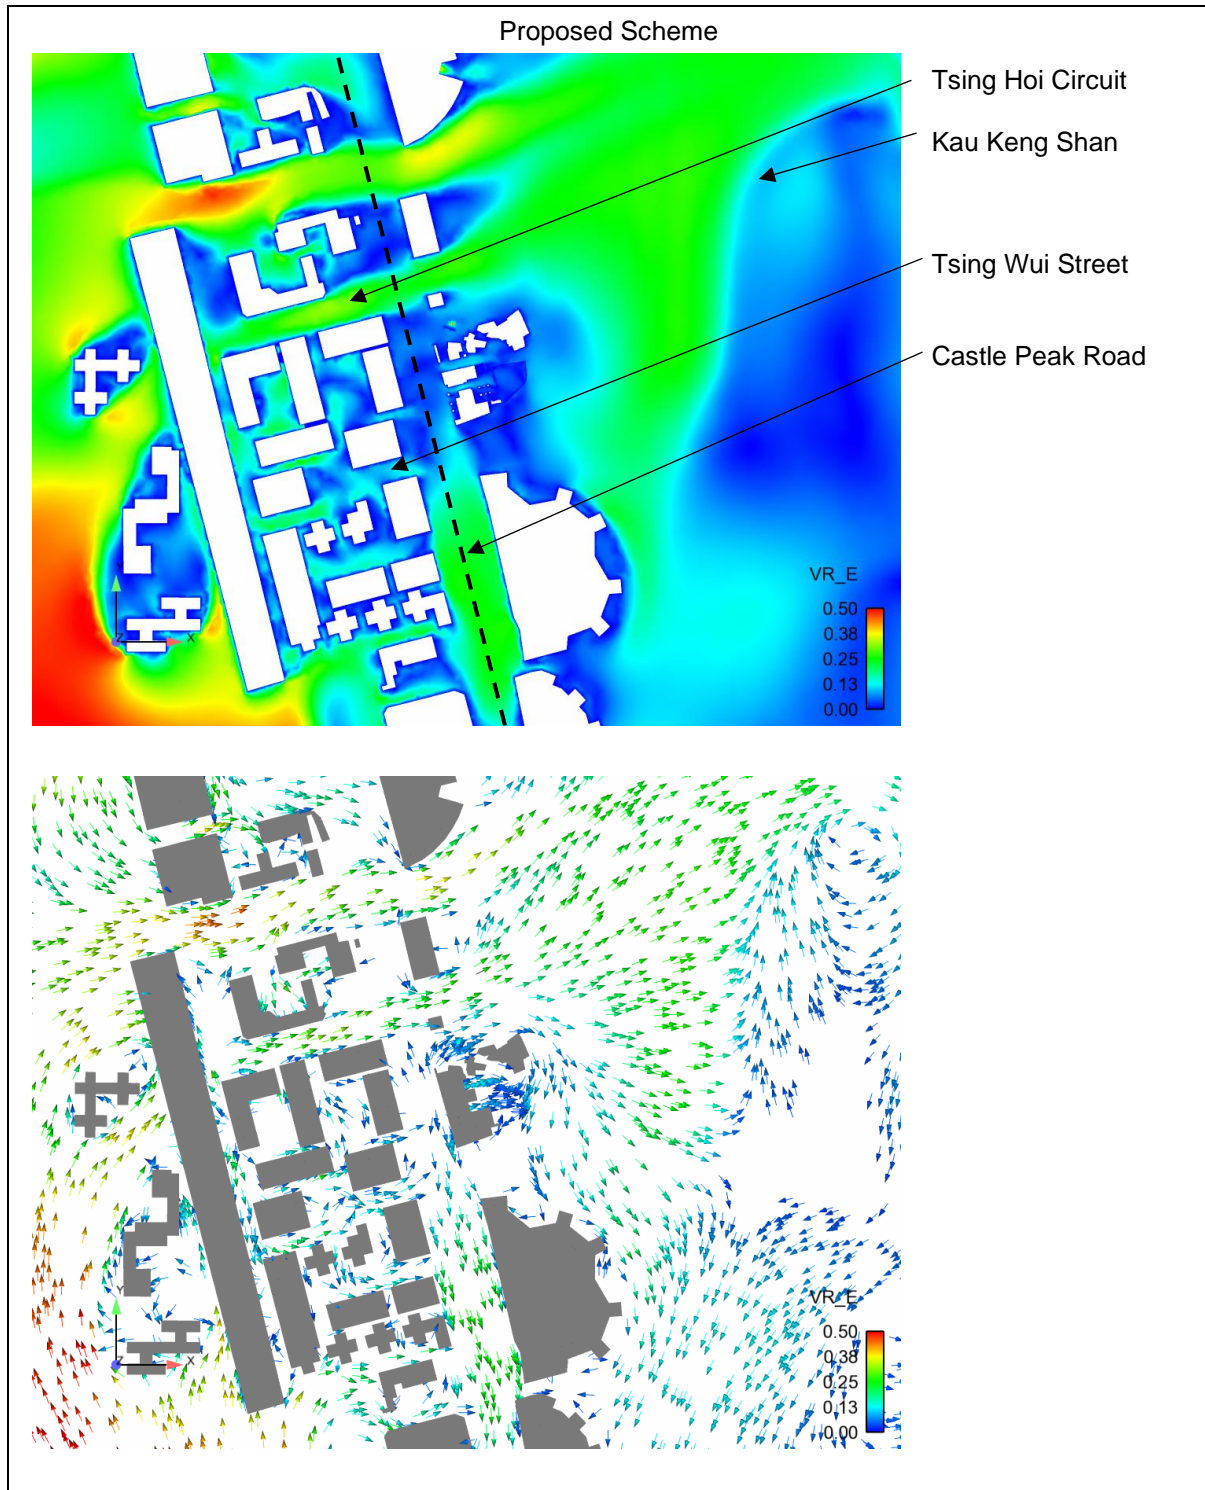 Proposed Scheme
Tsing Hoi Circuit
Kau Keng Shan
Tsing Wui Street
Castle Peak Road
VR_E
0.50
0.38
0.25
0.13
0.00
Y
Z
X
VR_E
0.50
0.38
0.25
0.13
0.00
Y
Z
X